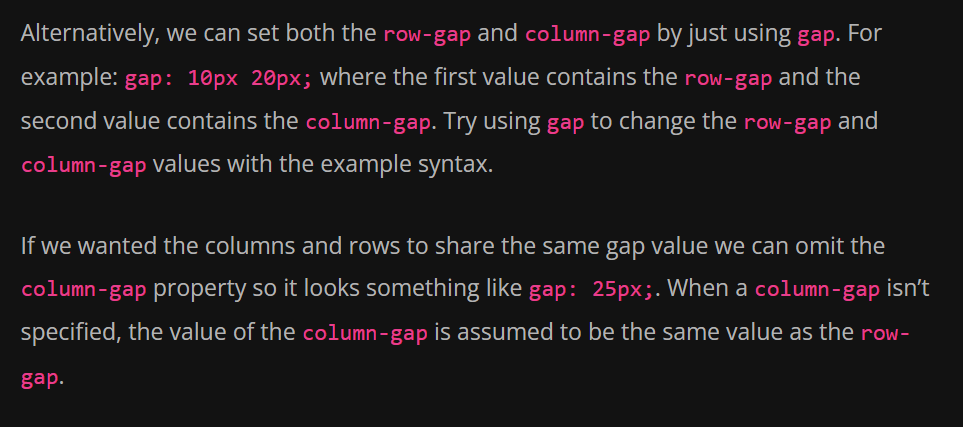 Alternatively, we can set both the row-gap and column-gap by just using gap. For
example: gap: 10px 20px; where the first value contains the row-gap and the
second value contains the column-gap. Try using gap to change the row-gap and
column-gap values with the example syntax.
If we wanted the columns and rows to share the same gap value we can omit the
column-gap property so it looks something like gap: 25px;. When a column-gap isn’t
specified, the value of the column-gap is assumed to be the same value as the row-
gap.